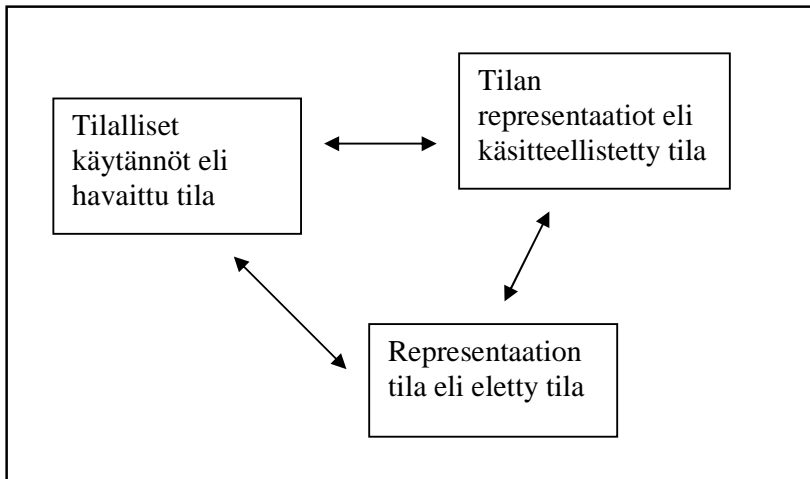 Tilalliset
käytännöt eli
havaittu tila
Tilan
representaatiot eli
käsitteellistetty tila
Representaation
tila eli eletty tila